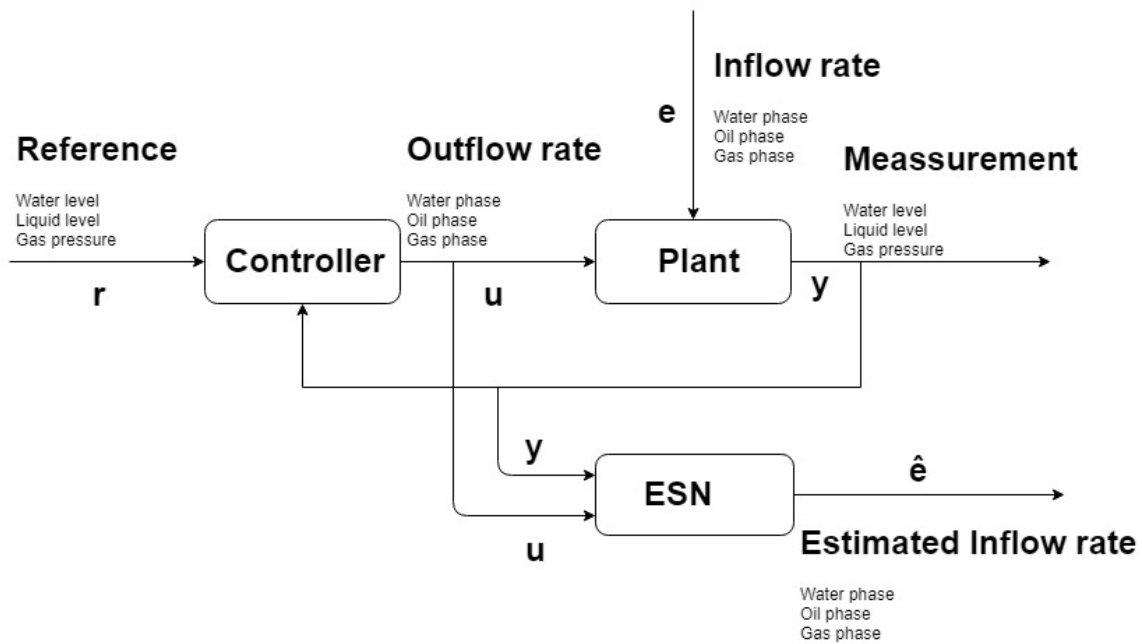 Inflow rate
e
Water phase
Oil phase
Gas phase
Reference
Water level
Liquid level
Gas pressure
Outflow rate
Water phase
Oil phase
Gas phase
Meassurement
Water level
Liquid level
Gas pressure
Controller
Plant
r
u
y
y
u
ESN
ê
Estimated Inflow rate
Water phase
Oil phase
Gas phase